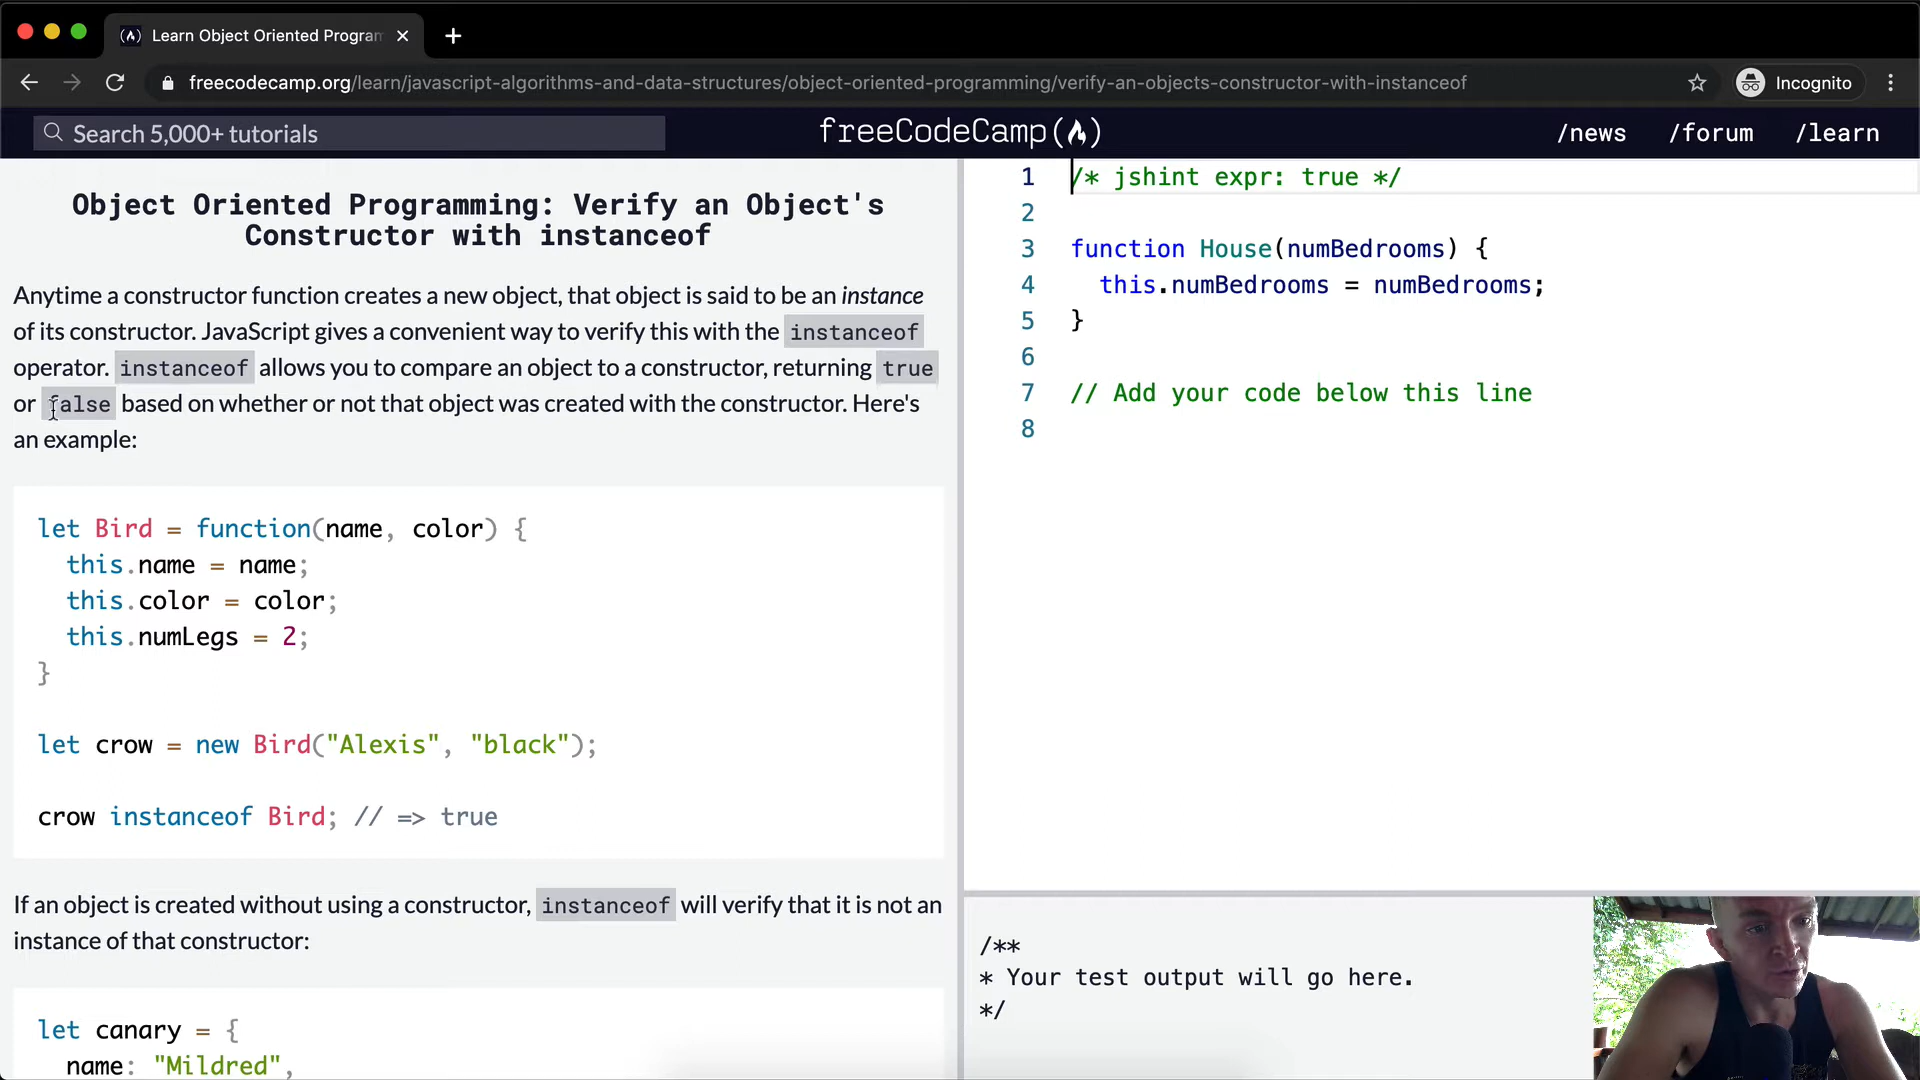 Learn Object Oriented Program
freecodecamp.org/learn/javascript-algorithms-and-data-structures/object-oriented-programming/verify-an-objects-constructor-with-instanceof
Incognito
Search 5,000+ tutorials
freeCodeCamp
/news
/forum
/learn
Object Oriented Programming: Verify an Object's
Constructor with instanceof
Anytime a constructor function creates a new object, that object is said to be an instance
of its constructor. JavaScript gives a convenient way to verify this with the instanceof
operator. instanceof allows you to compare an object to a constructor, returning true
or false based on whether or not that object was created with the constructor. Here's
an example:
let Bird = function(name, color) {
this.name = name;
this.color = color;
this.numLegs = 2;
}
let crow = new Bird("Alexis", "black");
crow instanceof Bird; // => true
If an object is created without using a constructor, instanceof will verify that it is not an
instance of that constructor:
let canary = {
name: "Mildred",
1 /* jshint expr: true */
2
3 function House(numBedrooms) {
4 this.numBedrooms = numBedrooms;
5 }
6
7 // Add your code below this line
8
/**
* Your test output will go here.
*/